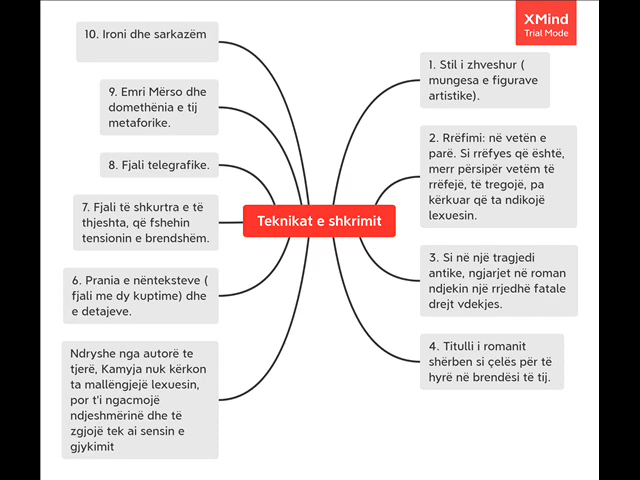 XMind
Trial Mode
Teknikat e shkrimit
1. Stil i zhveshur (
mungesa e figurave
artistike).
2. Rrëfimi: në vetën e
parë. Si rrëfyes që është,
merr përsipër vetëm të
rrëfejë, të tregojë, pa
kërkuar që ta ndikojë
lexuesin.
3. Si në një tragjedi
antike, ngjarjet në roman
ndjekin një rrjedhë fatale
drejt vdekjes.
4. Titulli i romanit
shërben si çelës për të
hyrë në brendësi të tij.
Ndryshe nga autorë te
tjerë, Kamyja nuk kërkon
ta mallëngjejë lexuesin,
por t'i ngacmojë
ndjeshmërinë dhe të
zgjojë tek ai sensin e
gjykimit
6. Prania e nënteksteve (
fjali me dy kuptime) dhe
e detajeve.
7. Fjali të shkurtra e të
thjeshta, që fshehin
tensionin e brendshëm.
8. Fjali telegrafike.
9. Emri Mërso dhe
domethënia e tij
metaforike.
10. Ironi dhe sarkazëm